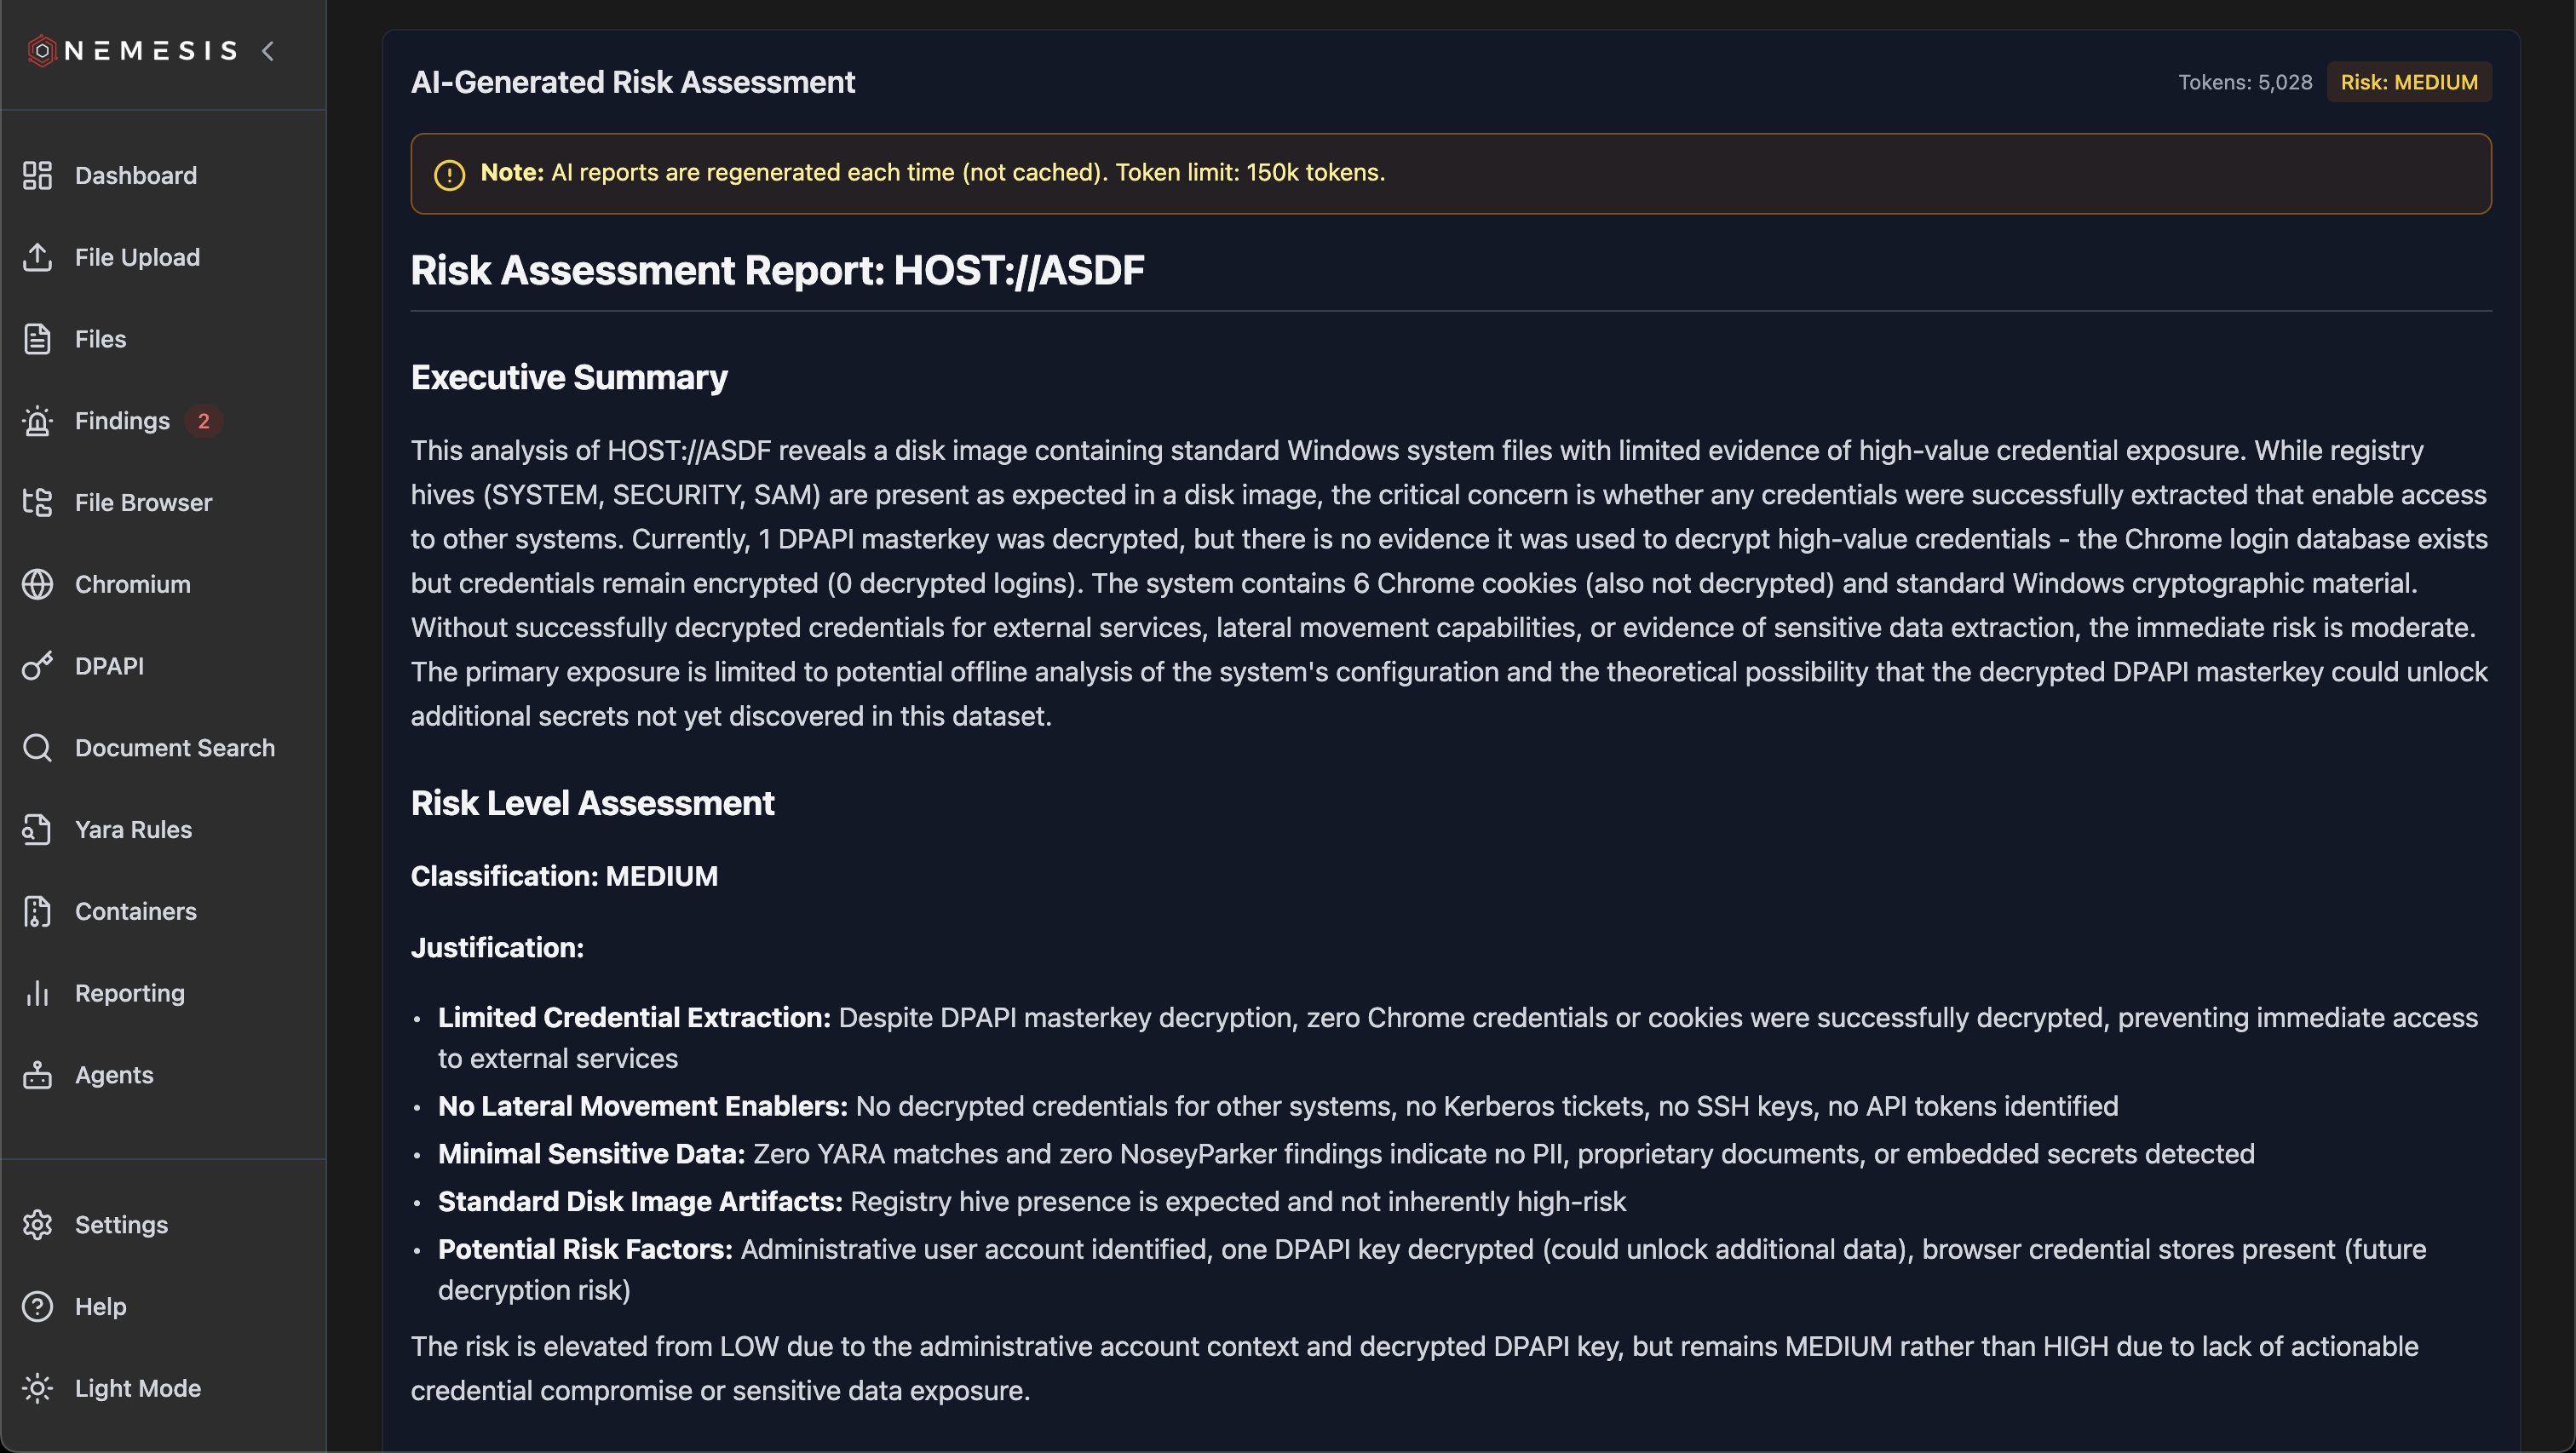 NEMESIS
Dashboard
File Upload
Files
Findings 2
File Browser
Chromium
DPAPI
Document Search
Yara Rules
Containers
Reporting
Agents
Settings
Help
Light Mode
AI-Generated Risk Assessment
Tokens: 5,028 Risk: MEDIUM
Note: AI reports are regenerated each time (not cached). Token limit: 150k tokens.
Risk Assessment Report: HOST://ASDF
Executive Summary
This analysis of HOST://ASDF reveals a disk image containing standard Windows system files with limited evidence of high-value credential exposure. While registry
hives (SYSTEM, SECURITY, SAM) are present as expected in a disk image, the critical concern is whether any credentials were successfully extracted that enable access
to other systems. Currently, 1 DPAPI masterkey was decrypted, but there is no evidence it was used to decrypt high-value credentials - the Chrome login database exists
but credentials remain encrypted (0 decrypted logins). The system contains 6 Chrome cookies (also not decrypted) and standard Windows cryptographic material.
Without successfully decrypted credentials for external services, lateral movement capabilities, or evidence of sensitive data extraction, the immediate risk is moderate.
The primary exposure is limited to potential offline analysis of the system's configuration and the theoretical possibility that the decrypted DPAPI masterkey could unlock
additional secrets not yet discovered in this dataset.
Risk Level Assessment
Classification: MEDIUM
Justification:
• Limited Credential Extraction: Despite DPAPI masterkey decryption, zero Chrome credentials or cookies were successfully decrypted, preventing immediate access
to external services
• No Lateral Movement Enablers: No decrypted credentials for other systems, no Kerberos tickets, no SSH keys, no API tokens identified
• Minimal Sensitive Data: Zero YARA matches and zero NoseyParker findings indicate no PII, proprietary documents, or embedded secrets detected
• Standard Disk Image Artifacts: Registry hive presence is expected and not inherently high-risk
• Potential Risk Factors: Administrative user account identified, one DPAPI key decrypted (could unlock additional data), browser credential stores present (future
decryption risk)
The risk is elevated from LOW due to the administrative account context and decrypted DPAPI key, but remains MEDIUM rather than HIGH due to lack of actionable
credential compromise or sensitive data exposure.